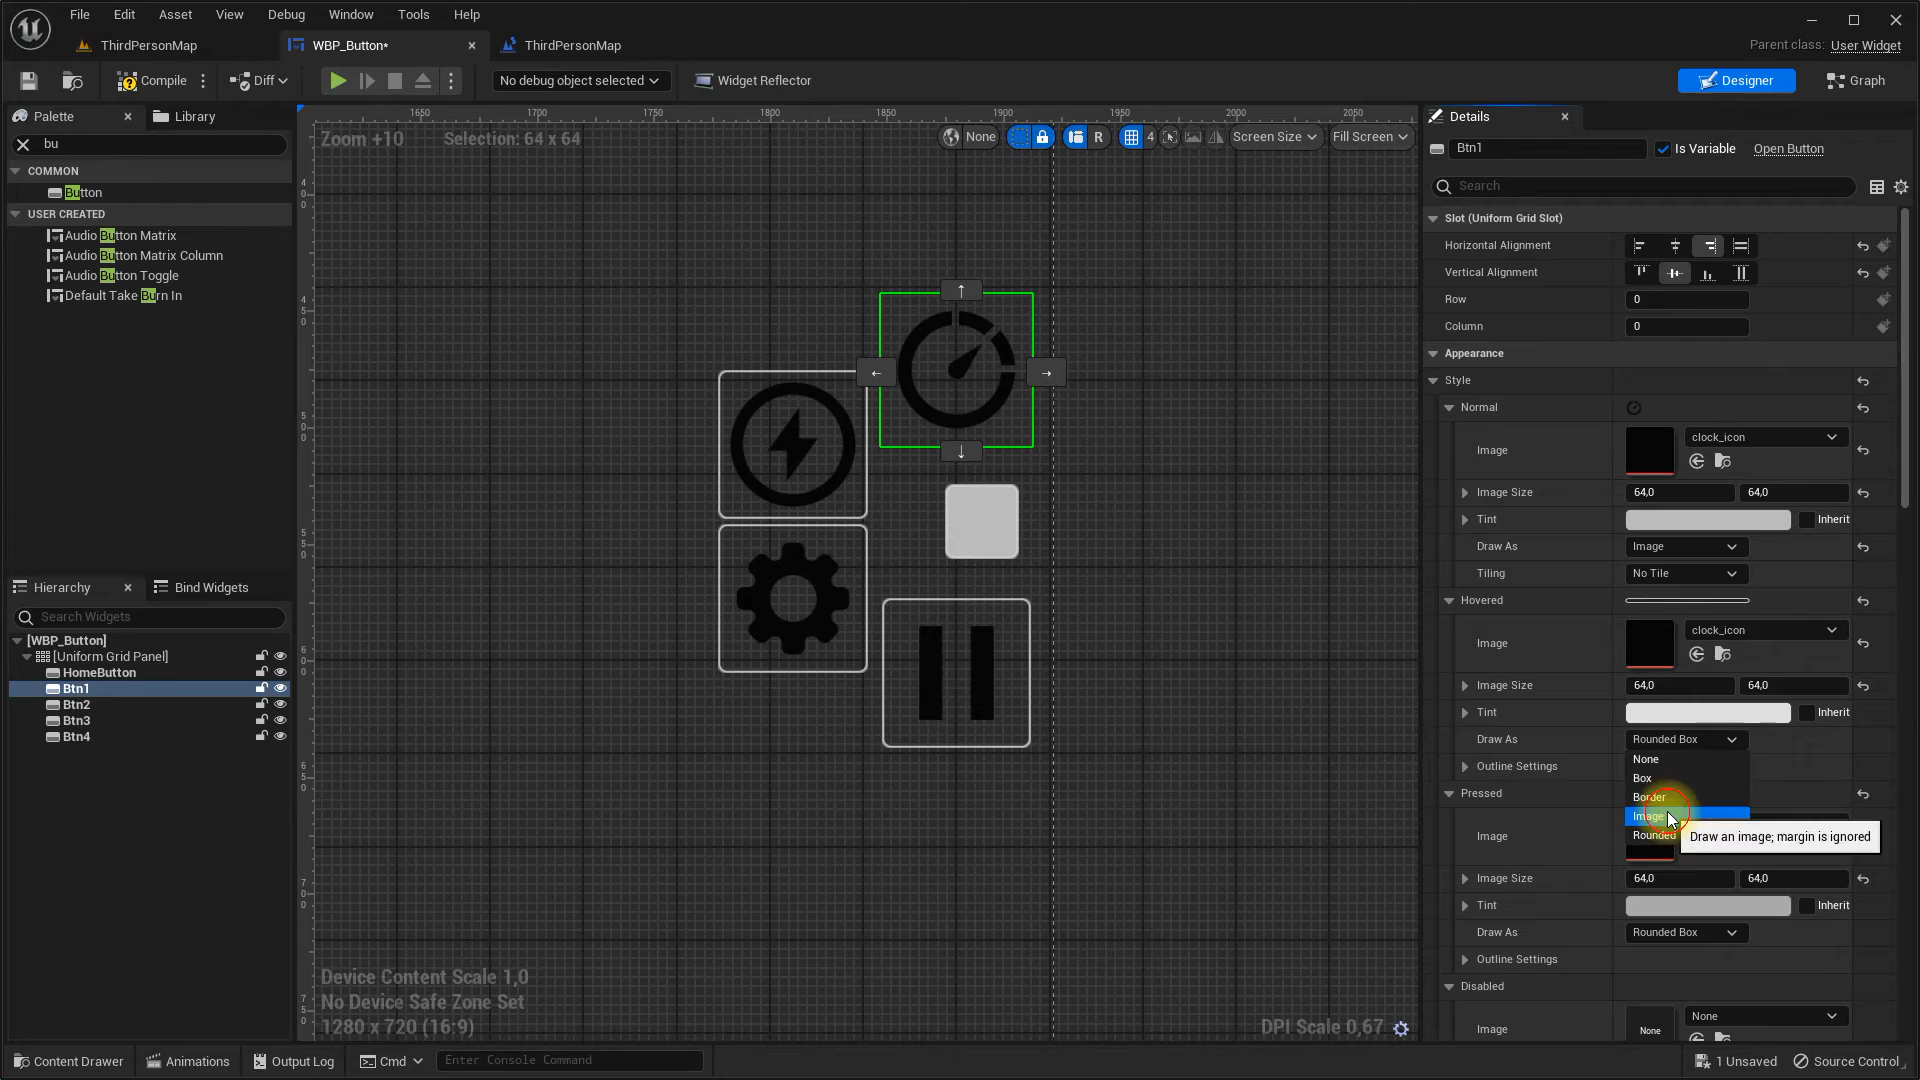 File Edit Asset View Debug Window Tools Help
ThirdPersonMap WBP_Button* ThirdPersonMap
Parent class: User Widget
Compile Diff No debug object selected Widget Reflector Designer Graph
Palette Library
bu
COMMON
Button
USER CREATED
Audio Button Matrix
Audio Button Matrix Column
Audio Button Toggle
Default Take Burn In
Hierarchy Bind Widgets
Search Widgets
[WBP_Button]
[Uniform Grid Panel]
HomeButton
Btn1
Btn2
Btn3
Btn4
1650 1700 1750 1800 1850 1900 1950 2000 2050
Zoom +10 Selection: 64 x 64 None R 4 Screen Size Fill Screen
Device Content Scale 1,0
No Device Safe Zone Set
1280 x 720 (16:9) DPI Scale 0,67
Details
Btn1 Is Variable Open Button
Search
Slot (Uniform Grid Slot)
Horizontal Alignment
Vertical Alignment
Row 0
Column 0
Appearance
Style
Normal
Image clock_icon
Image Size 64,0 64,0
Tint Inherit
Draw As Image
Tiling No Tile
Hovered
Image clock_icon
Image Size 64,0 64,0
Tint Inherit
Draw As Rounded Box
None
Box
Border
Image
Rounded
Draw an image; margin is ignored
Outline Settings
Pressed
Image
Image Size 64,0 64,0
Tint Inherit
Draw As Rounded Box
Outline Settings
Disabled
Image None None
Content Drawer Animations Output Log Cmd Enter Console Command 1 Unsaved Source Control